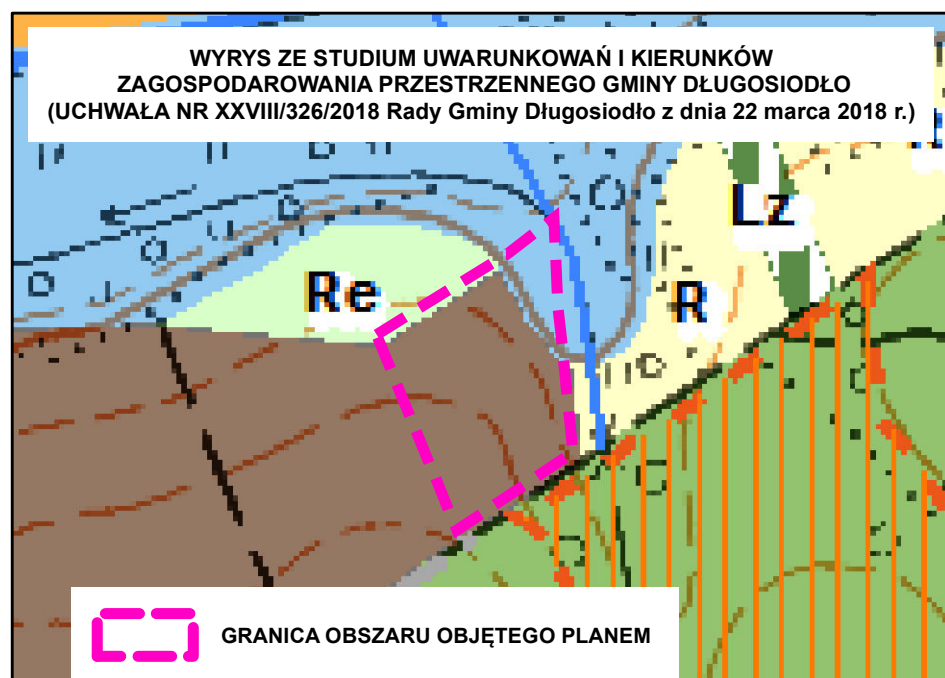 WYRYS ZE STUDIUM UWARUNKOWAŃ I KIERUNKÓW
ZAGOSPODAROWANIA PRZESTRZENNEGO GMINY DŁUGOSIODŁO
(UCHWAŁA NR XXVIII/326/2018 Rady Gminy Długosiodło z dnia 22 marca 2018 r.)
Lz
Re
R
GRANICA OBSZARU OBJĘTEGO PLANEM